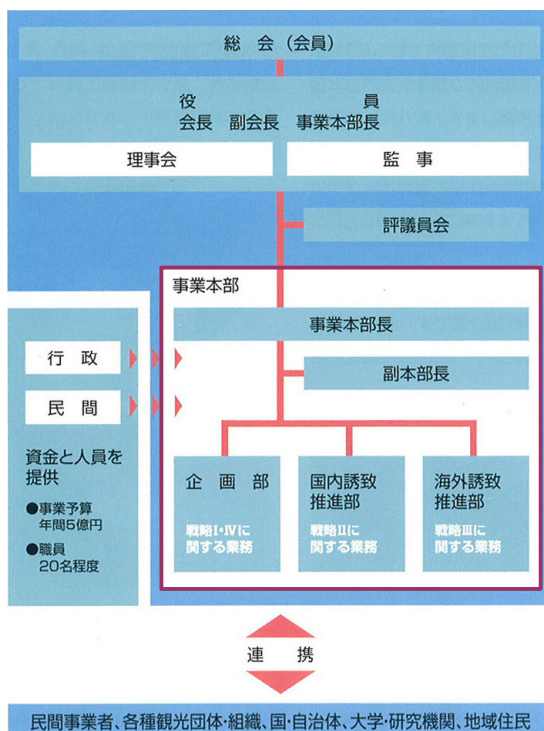 総 会（会員）
役 員
会長 副会長 事業本部長
理事会
監 事
評議員会
事業本部
事業本部長
副本部長
行 政
民 間
資金と人員を
提供
●事業予算
年間5億円
●職員
20名程度
企 画 部
戦略Ⅰ・Ⅳに
関する業務
国内誘致
推進部
戦略Ⅱに
関する業務
海外誘致
推進部
戦略Ⅲに
関する業務
連 携
民間事業者、各種観光団体・組織、国・自治体、大学・研究機関、地域住民